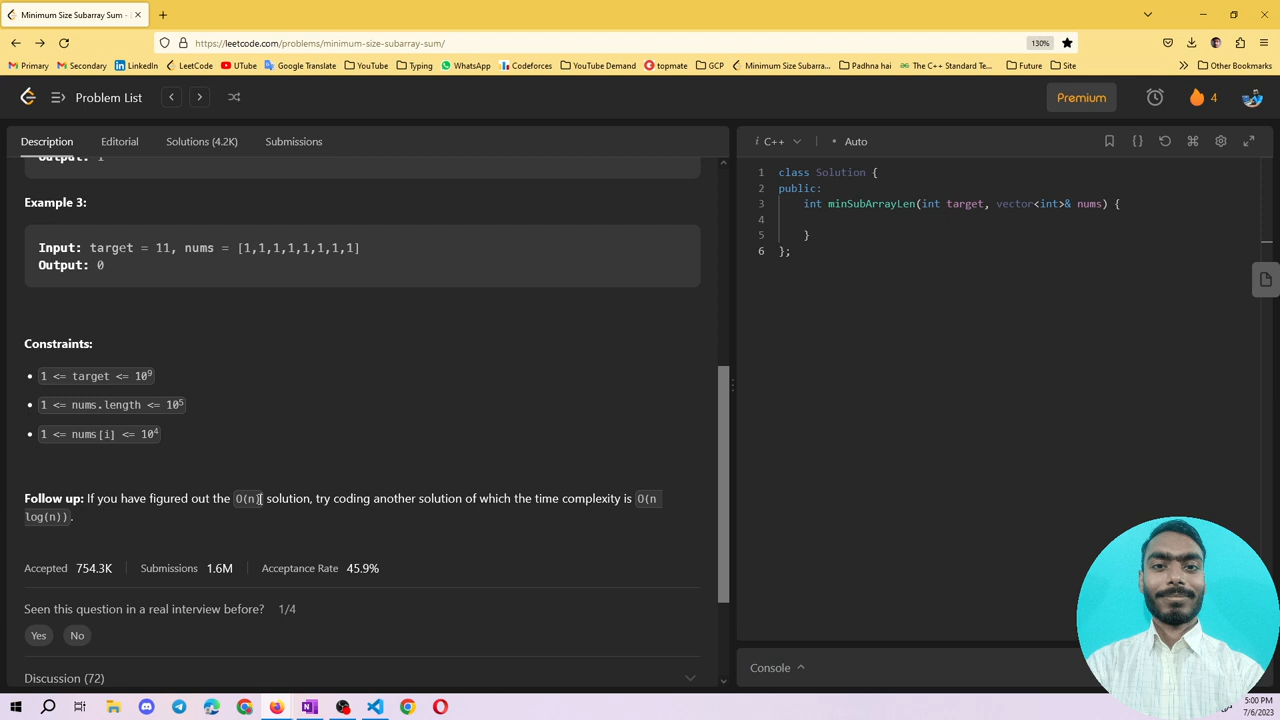 Minimum Size Subarray Sum -
https://leetcode.com/problems/minimum-size-subarray-sum/
130%
Primary Secondary LinkedIn LeetCode UTube Google Translate YouTube Typing WhatsApp Codeforces YouTube Demand topmate GCP Minimum Size Subarra... Padhna hai The C++ Standard Te... Future Site Other Bookmarks
Problem List
Premium
4
Description Editorial Solutions (4.2K) Submissions
Output: 1
Example 3:
Input: target = 11, nums = [1,1,1,1,1,1,1,1]
Output: 0
Constraints:
• 1 <= target <= 10⁹
• 1 <= nums.length <= 10⁵
• 1 <= nums[i] <= 10⁴
Follow up: If you have figured out the O(n) solution, try coding another solution of which the time complexity is O(n
log(n)).
Accepted 754.3K Submissions 1.6M Acceptance Rate 45.9%
Seen this question in a real interview before? 1/4
Yes No
Discussion (72)
i C++ • Auto
1 class Solution {
2 public:
3 int minSubArrayLen(int target, vector<int>& nums) {
4
5 }
6 };
Console
5:00 PM
7/6/2023